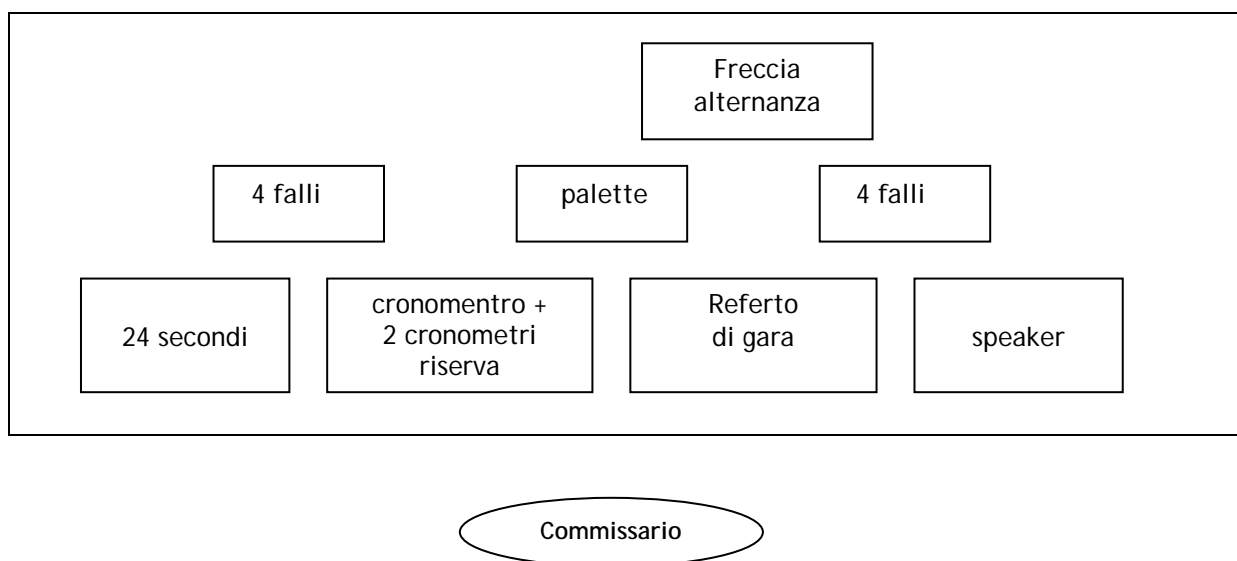 Freccia
alternanza
4 falli
palette
4 falli
24 secondi
cronomentro +
2 cronometri
riserva
Referto
di gara
speaker
Commissario